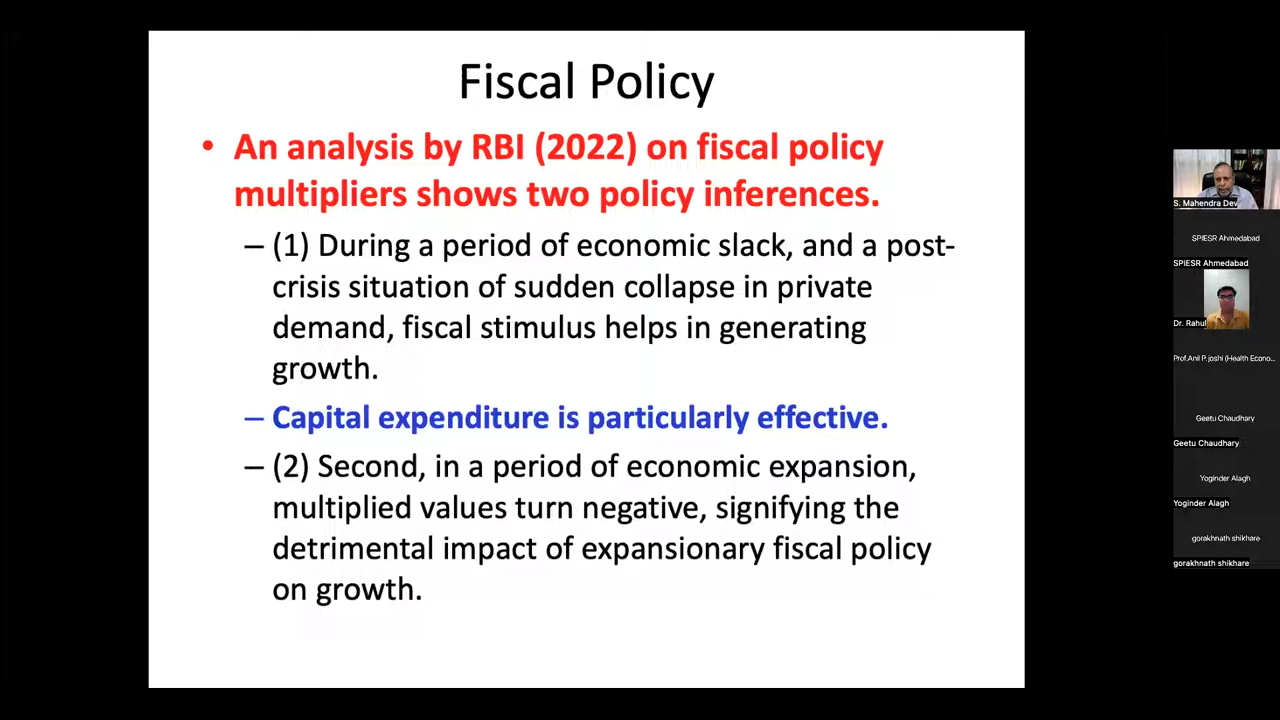 Fiscal Policy
• An analysis by RBI (2022) on fiscal policy
multipliers shows two policy inferences.
– (1) During a period of economic slack, and a post-
crisis situation of sudden collapse in private
demand, fiscal stimulus helps in generating
growth.
– Capital expenditure is particularly effective.
– (2) Second, in a period of economic expansion,
multiplied values turn negative, signifying the
detrimental impact of expansionary fiscal policy
on growth.
S. Mahendra Dev
SPIESR Ahmedabad
SPIESR Ahmedabad
Dr. Rahul
Prof.Anil P. joshi (Health Econo...
Geetu Chaudhary
Geetu Chaudhary
Yoginder Alagh
Yoginder Alagh
gorakhnath shikhare
gorakhnath shikhare